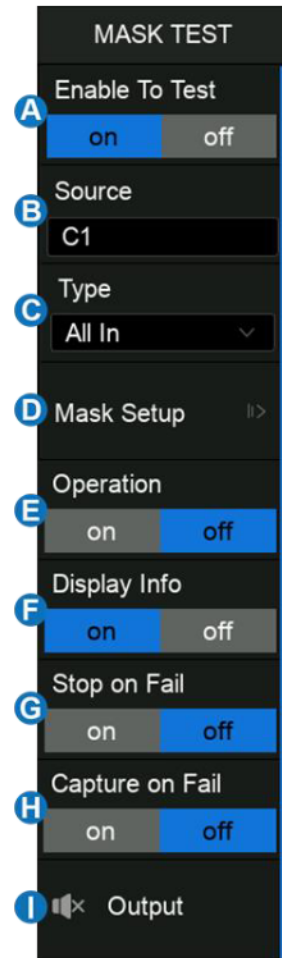 MASK TEST
Enable To Test
A
on off
Source
B
C1
Type
C
All In
D Mask Setup
Operation
E
on off
Display Info
F
on off
Stop on Fail
G
on off
Capture on Fail
H
on off
I Output